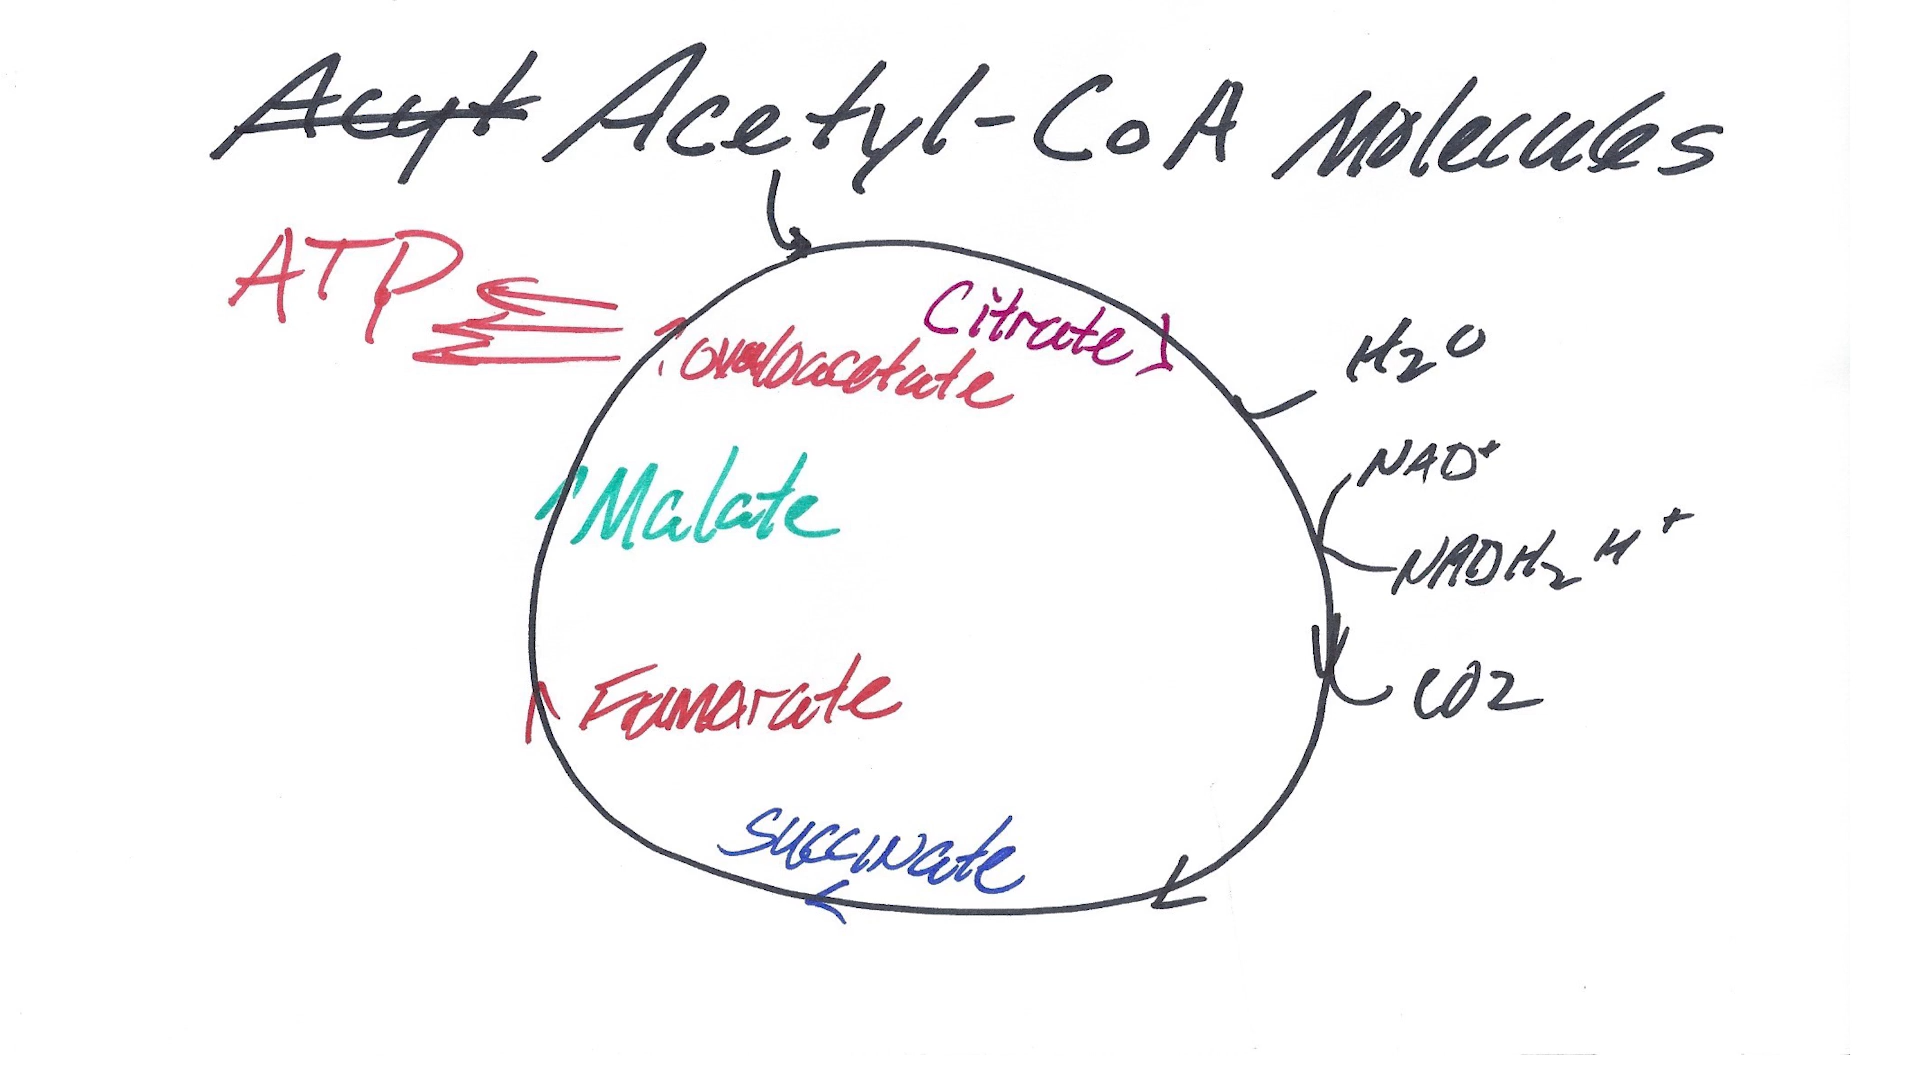 Acyt Acetyl-CoA Molecules
ATP
Citrate
H2O
oxaloacetate
NAD+
Malate
NADH2 H+
Fumarate
CO2
succinate